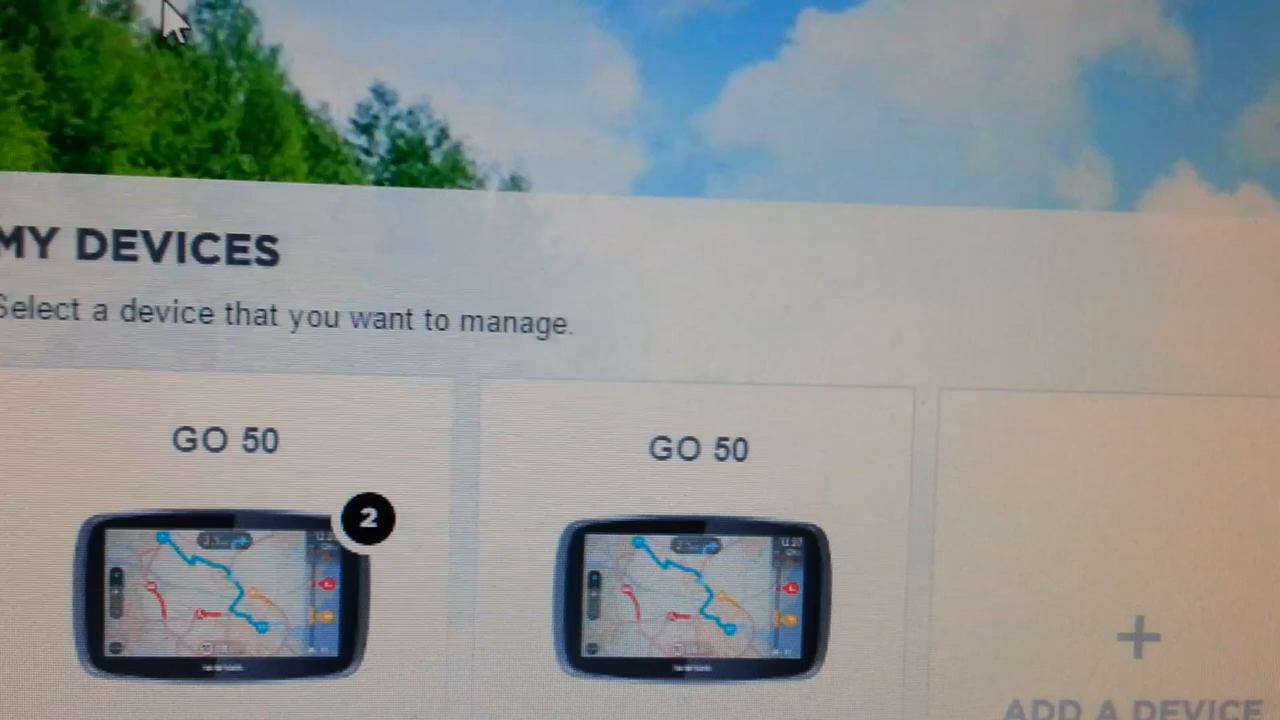 MY DEVICES
Select a device that you want to manage.
GO 50
GO 50
2
ADD A DEVICE